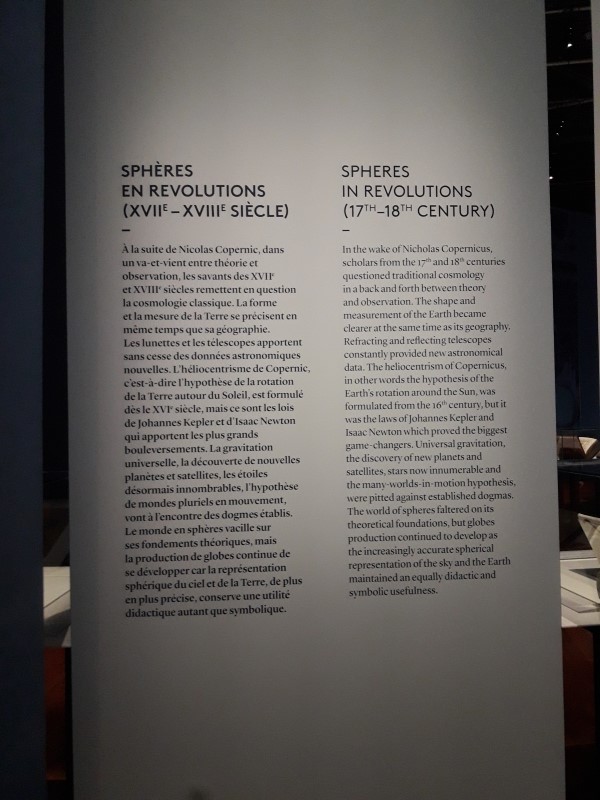 SPHÈRES
EN REVOLUTIONS
(XVIIE – XVIIIE SIÈCLE)
–
À la suite de Nicolas Copernic, dans
un va-et-vient entre théorie et
observation, les savants des XVIIe
et XVIIIe siècles remettent en question
la cosmologie classique. La forme
et la mesure de la Terre se précisent en
même temps que sa géographie.
Les lunettes et les télescopes apportent
sans cesse des données astronomiques
nouvelles. L'héliocentrisme de Copernic,
c'est-à-dire l'hypothèse de la rotation
de la Terre autour du Soleil, est formulé
dès le XVIe siècle, mais ce sont les lois
de Johannes Kepler et d'Isaac Newton
qui apportent les plus grands
bouleversements. La gravitation
universelle, la découverte de nouvelles
planètes et satellites, les étoiles
désormais innombrables, l'hypothèse
de mondes pluriels en mouvement,
vont à l'encontre des dogmes établis.
Le monde en sphères vacille sur
ses fondements théoriques, mais
la production de globes continue de
se développer car la représentation
sphérique du ciel et de la Terre, de plus
en plus précise, conserve une utilité
didactique autant que symbolique.
SPHERES
IN REVOLUTIONS
(17TH–18TH CENTURY)
–
In the wake of Nicholas Copernicus,
scholars from the 17th and 18th centuries
questioned traditional cosmology
in a back and forth between theory
and observation. The shape and
measurement of the Earth became
clearer at the same time as its geography.
Refracting and reflecting telescopes
constantly provided new astronomical
data. The heliocentrism of Copernicus,
in other words the hypothesis of the
Earth's rotation around the Sun, was
formulated from the 16th century, but it
was the laws of Johannes Kepler and
Isaac Newton which proved the biggest
game-changers. Universal gravitation,
the discovery of new planets and
satellites, stars now innumerable and
the many-worlds-in-motion hypothesis,
were pitted against established dogmas.
The world of spheres faltered on its
theoretical foundations, but globes
production continued to develop as
the increasingly accurate spherical
representation of the sky and the Earth
maintained an equally didactic and
symbolic usefulness.